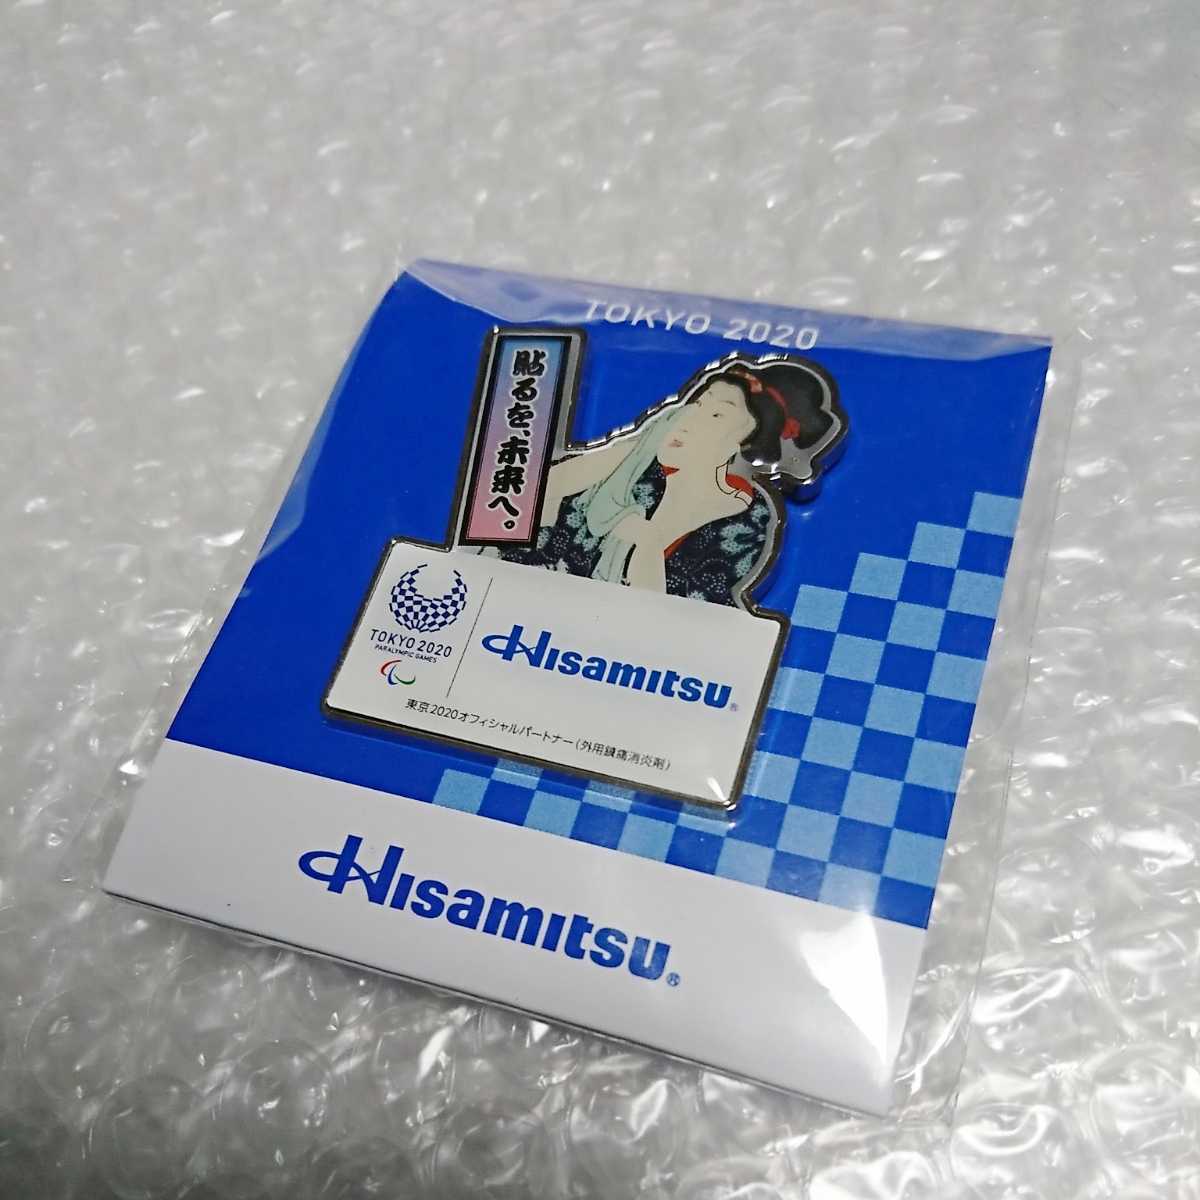 TOKYO 2020
貼るを、未来へ。
TOKYO 2020
PARALYMPIC GAMES
Hisamitsu®
東京2020オフィシャルパートナー(外用鎮痛消炎剤)
Hisamitsu®